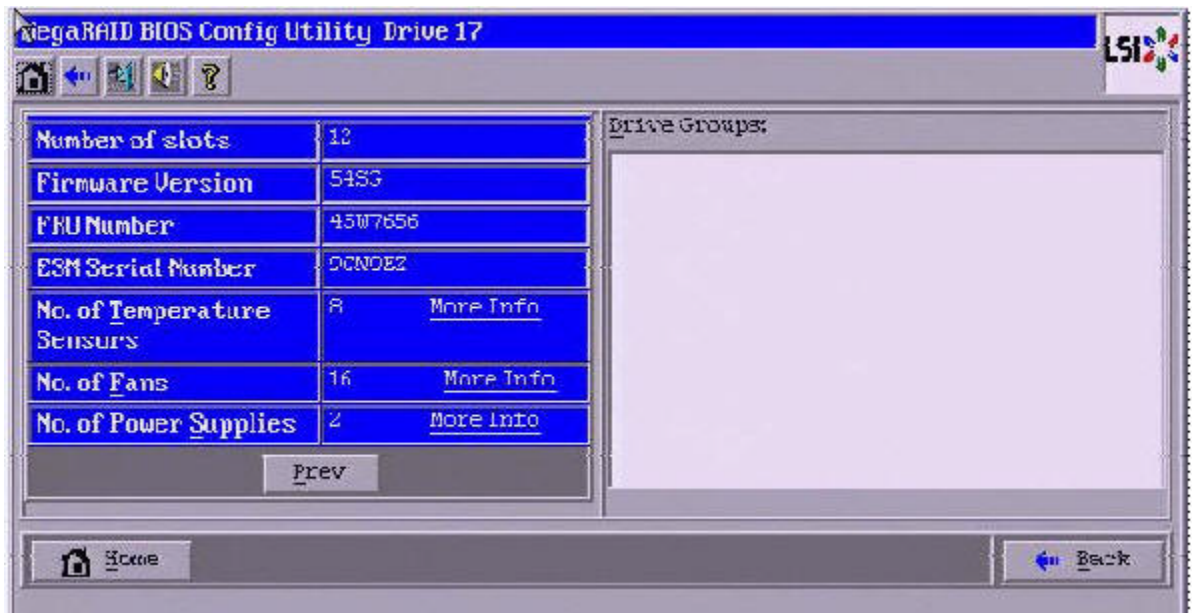 MegaRAID BIOS Config Utility Drive 17
LSI
Number of slots 12
Firmware Version 54SG
FRU Number 45W7656
ESM Serial Number
No. of Temperature 8 More Info
Sensors
No. of Fans 16 More Info
No. of Power Supplies 2 More Info
Prev
Drive Groups:
Home
Back